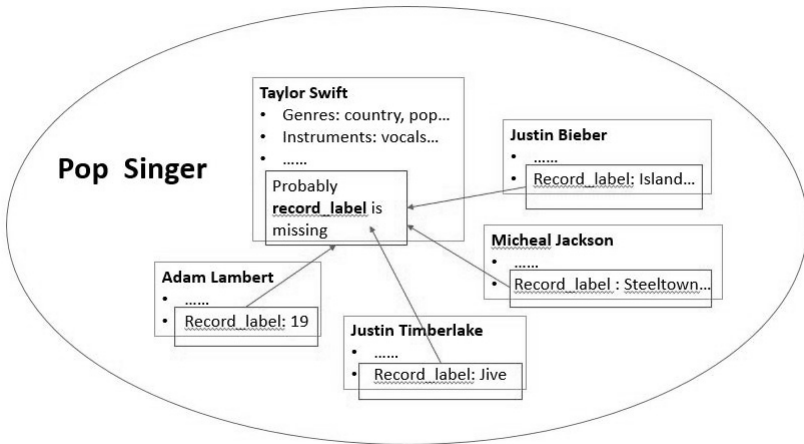 Pop Singer
Taylor Swift
• Genres: country, pop…
• Instruments: vocals…
• ……
Probably
record_label is
missing
Justin Bieber
• ……
• Record_label: Island…
Micheal Jackson
• ……
• Record_label : Steeltown…
Adam Lambert
• ……
• Record_label: 19
Justin Timberlake
• ……
• Record_label: Jive